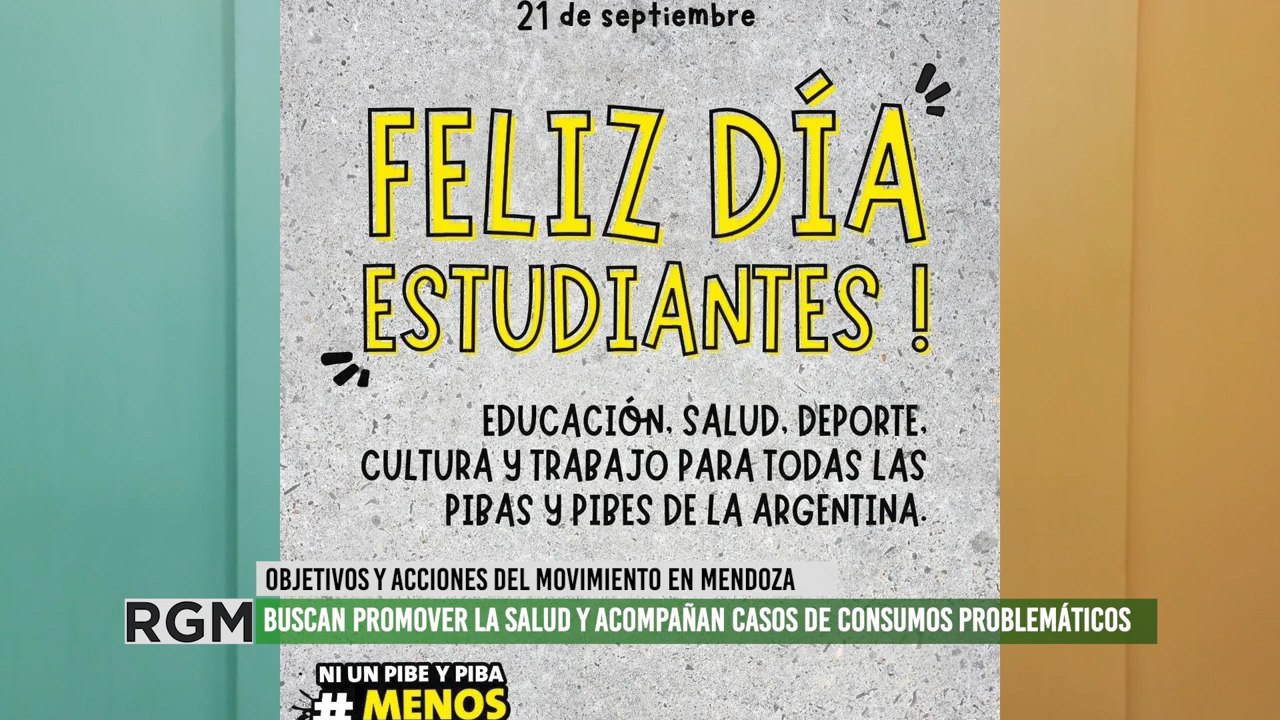 21 de septiembre
FELIZ DÍA
ESTUDIANTES !
EDUCACIÓN, SALUD, DEPORTE,
CULTURA Y TRABAJO PARA TODAS LAS
PIBAS Y PIBES DE LA ARGENTINA.
OBJETIVOS Y ACCIONES DEL MOVIMIENTO EN MENDOZA
RGM
BUSCAN PROMOVER LA SALUD Y ACOMPAÑAN CASOS DE CONSUMOS PROBLEMÁTICOS
NI UN PIBE Y PIBA
# MENOS